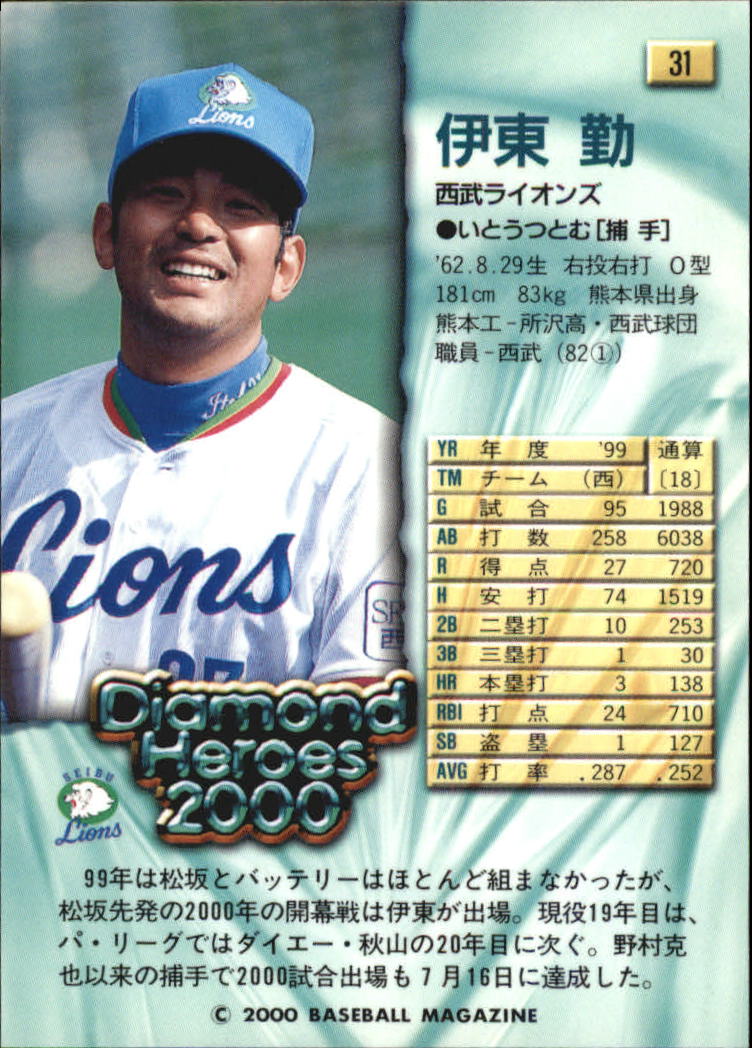 31
伊東 勤
西武ライオンズ
●いとうつとむ[捕 手]
'62.8.29生 右投右打 O型
181cm 83kg 熊本県出身
熊本工-所沢高・西武球団
職員-西武 (82①)
Lions
Lions
SR
西
27
YR 年 度 '99 通算
TM チーム (西) [18]
G 試 合 95 1988
AB 打 数 258 6038
R 得 点 27 720
H 安 打 74 1519
2B 二塁打 10 253
3B 三塁打 1 30
HR 本塁打 3 138
RBI 打 点 24 710
SB 盗 塁 1 127
AVG 打 率 .287 .252
Diamond
Heroes
2000
SEIBU
Lions
99年は松坂とバッテリーはほとんど組まなかったが、
松坂先発の2000年の開幕戦は伊東が出場。現役19年目は、
パ・リーグではダイエー・秋山の20年目に次ぐ。野村克
也以来の捕手で2000試合出場も7月16日に達成した。
© 2000 BASEBALL MAGAZINE